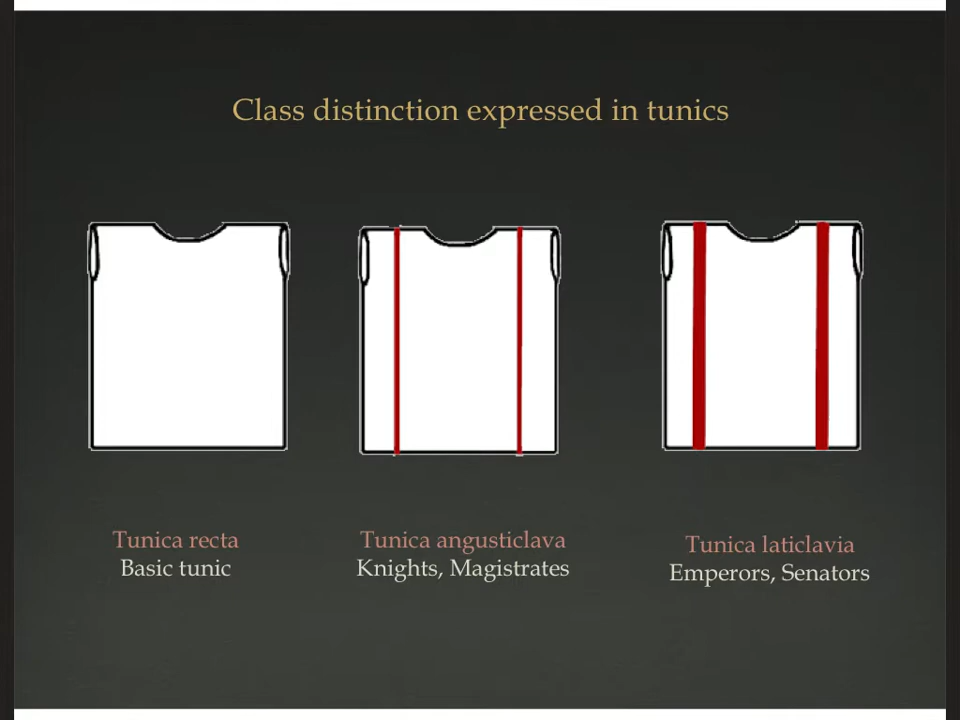 Class distinction expressed in tunics
Tunica recta
Basic tunic
Tunica angusticlava
Knights, Magistrates
Tunica laticlavia
Emperors, Senators